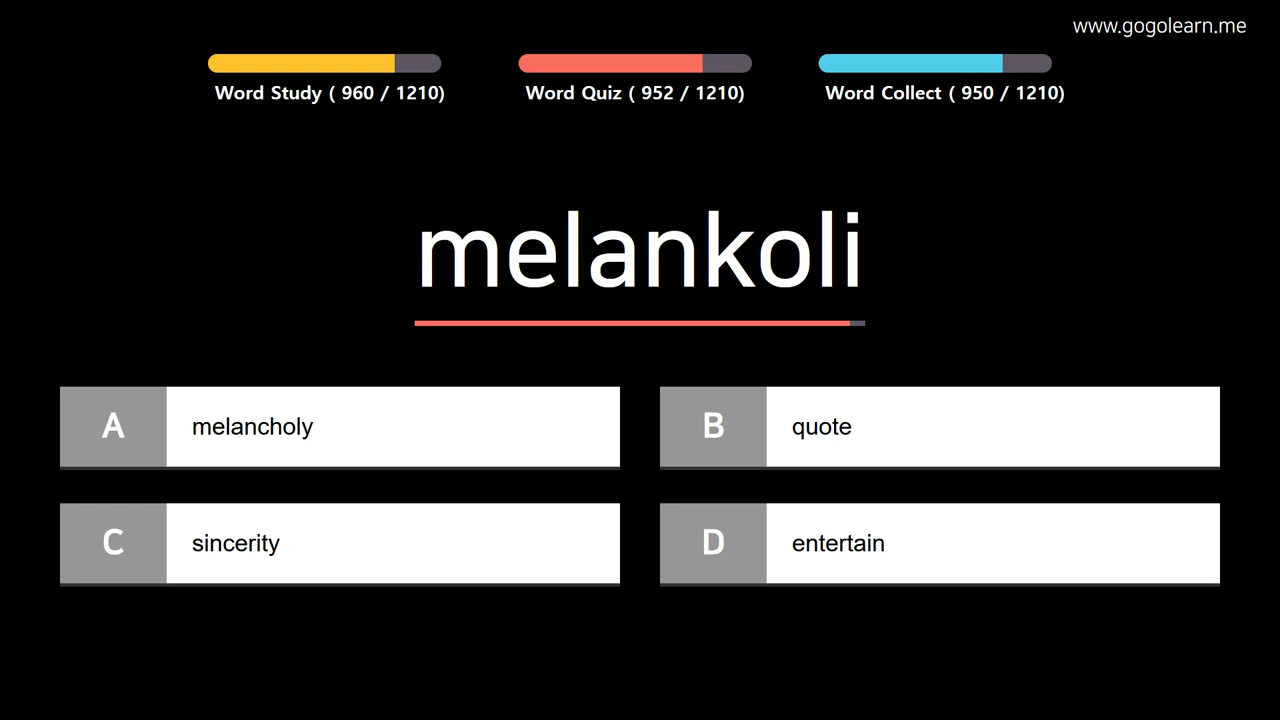 www.gogolearn.me
Word Study ( 960 / 1210)
Word Quiz ( 952 / 1210)
Word Collect ( 950 / 1210)
melankoli
A melancholy
B quote
C sincerity
D entertain